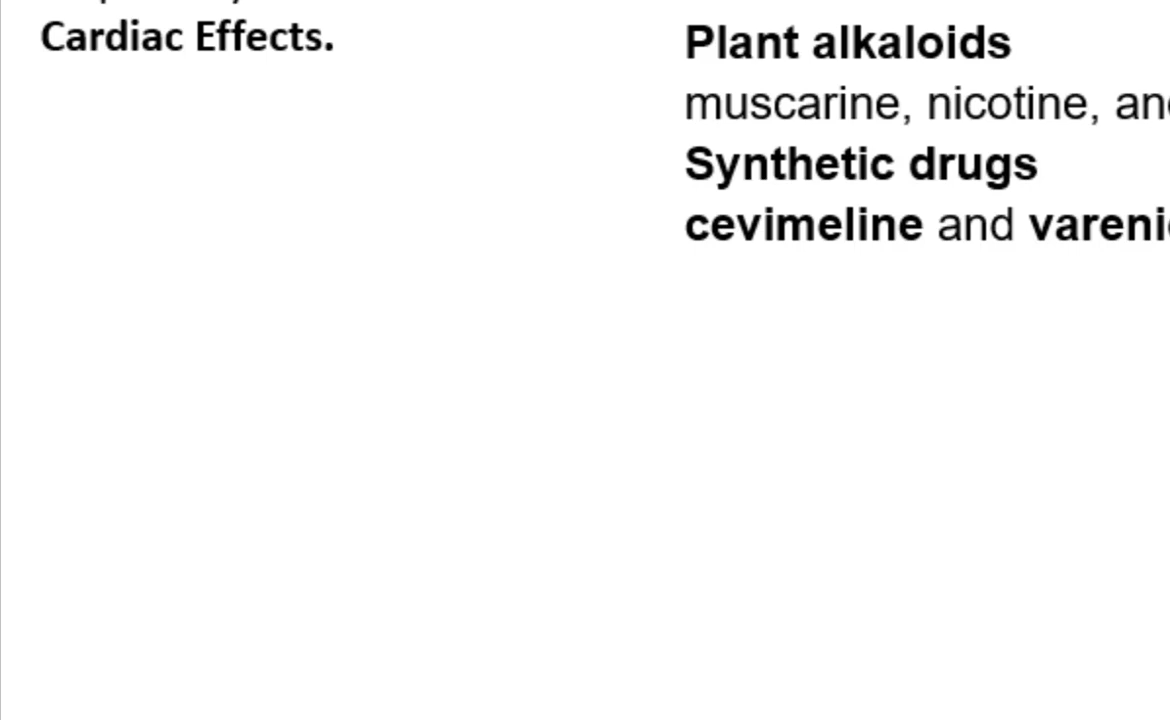 Cardiac Effects.
Plant alkaloids
muscarine, nicotine,
Synthetic drugs
cevimeline and